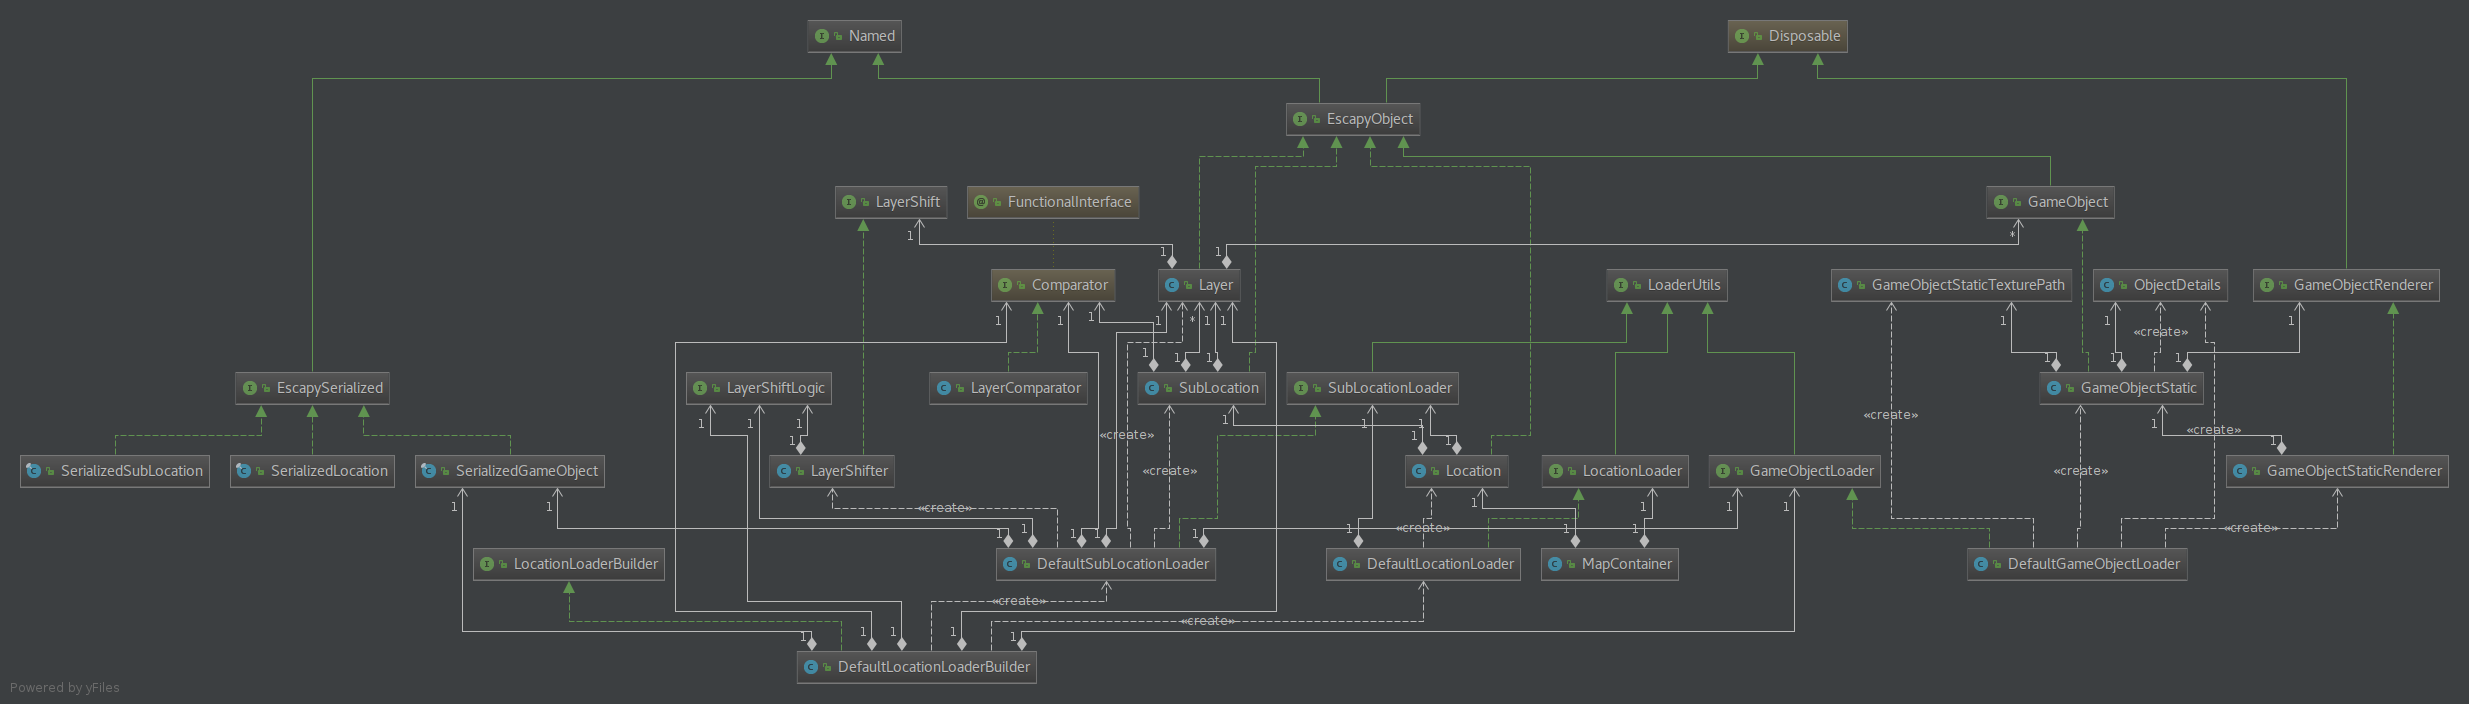 Named
Disposable
EscapyObject
LayerShift
FunctionalInterface
GameObject
1
1
1
*
Comparator
Layer
LoaderUtils
GameObjectStaticTexturePath
ObjectDetails
GameObjectRenderer
1
1
1
1
*
1
1
1
1
1
«create»
1
1
1
1
1
1
EscapySerialized
LayerShiftLogic
LayerComparator
SubLocation
SubLocationLoader
GameObjectStatic
«create»
1
1
1
1
1
1
1
«create»
1
1
1
«create»
1
SerializedSubLocation
SerializedLocation
SerializedGameObject
LayerShifter
«create»
Location
LocationLoader
GameObjectLoader
«create»
GameObjectStaticRenderer
1
1
«create»
1
1
1
1
1
1
1
1
1
1
«create»
1
1
«create»
LocationLoaderBuilder
DefaultSubLocationLoader
DefaultLocationLoader
MapContainer
DefaultGameObjectLoader
«create»
«create»
1
1
1
1
1
DefaultLocationLoaderBuilder
Powered by yFiles